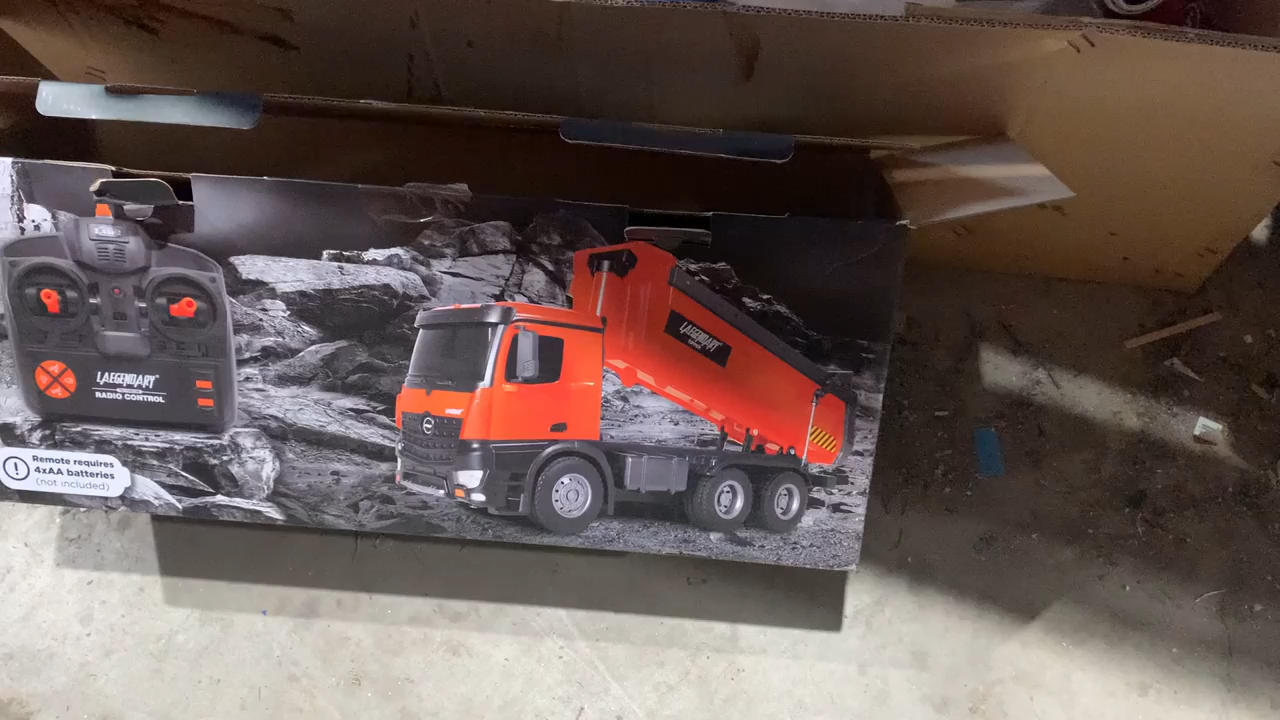 LAEGENDARY
RADIO CONTROL
Remote requires
4xAA batteries
(not included)
LAEGENDARY